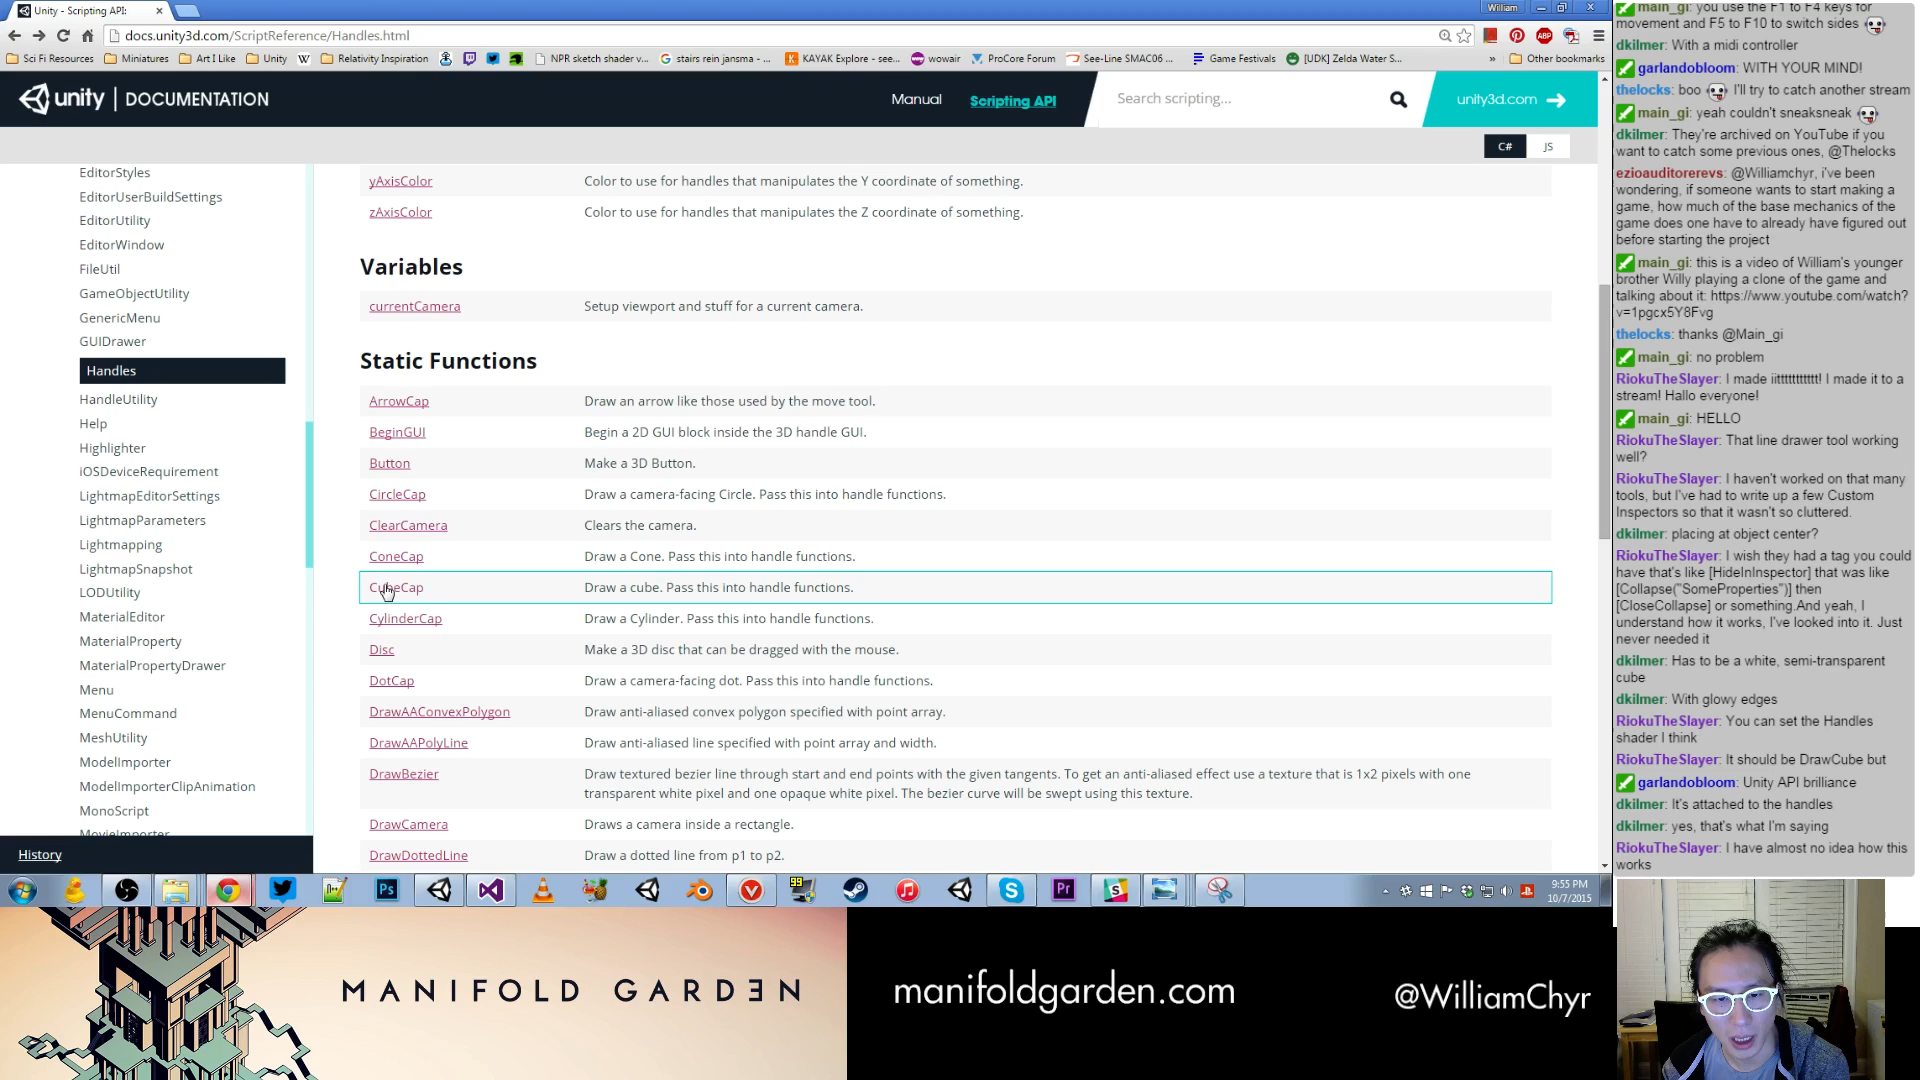 Unity - Scripting API:
William
docs.unity3d.com/ScriptReference/Handles.html
Sci Fi Resources
Miniatures
Art I Like
Unity
Relativity Inspiration
NPR sketch shader v...
stairs rein jansma - ...
KAYAK Explore - see...
wowair
ProCore Forum
See-Line SMAC06 ...
Game Festivals
[UDK] Zelda Water S...
Other bookmarks
unity | DOCUMENTATION
Manual
Scripting API
Search scripting...
unity3d.com
C#
JS
EditorStyles
EditorUserBuildSettings
EditorUtility
EditorWindow
FileUtil
GameObjectUtility
GenericMenu
GUIDrawer
Handles
HandleUtility
Help
Highlighter
iOSDeviceRequirement
LightmapEditorSettings
LightmapParameters
Lightmapping
LightmapSnapshot
LODUtility
MaterialEditor
MaterialProperty
MaterialPropertyDrawer
Menu
MenuCommand
MeshUtility
ModelImporter
ModelImporterClipAnimation
MonoScript
MovieImporter
History
yAxisColor Color to use for handles that manipulates the Y coordinate of something.
zAxisColor Color to use for handles that manipulates the Z coordinate of something.
Variables
currentCamera Setup viewport and stuff for a current camera.
Static Functions
ArrowCap Draw an arrow like those used by the move tool.
BeginGUI Begin a 2D GUI block inside the 3D handle GUI.
Button Make a 3D Button.
CircleCap Draw a camera-facing Circle. Pass this into handle functions.
ClearCamera Clears the camera.
ConeCap Draw a Cone. Pass this into handle functions.
CubeCap Draw a cube. Pass this into handle functions.
CylinderCap Draw a Cylinder. Pass this into handle functions.
Disc Make a 3D disc that can be dragged with the mouse.
DotCap Draw a camera-facing dot. Pass this into handle functions.
DrawAAConvexPolygon Draw anti-aliased convex polygon specified with point array.
DrawAAPolyLine Draw anti-aliased line specified with point array and width.
DrawBezier Draw textured bezier line through start and end points with the given tangents. To get an anti-aliased effect use a texture that is 1x2 pixels with one
transparent white pixel and one opaque white pixel. The bezier curve will be swept using this texture.
DrawCamera Draws a camera inside a rectangle.
DrawDottedLine Draw a dotted line from p1 to p2.
9:55 PM
10/7/2015
main_gi: you use the F1 to F4 keys for
movement and F5 to F10 to switch sides
dkilmer: With a midi controller
garlandobloom: WITH YOUR MIND!
thelocks: boo I'll try to catch another stream
main_gi: yeah couldn't sneaksneak
dkilmer: They're archived on YouTube if you
want to catch some previous ones, @Thelocks
ezioauditorerevs: @Williamchyr, i've been
wondering, if someone wants to start making a
game, how much of the base mechanics of the
game does one have to already have figured out
before starting the project
main_gi: this is a video of William's younger
brother Willy playing a clone of the game and
talking about it: https://www.youtube.com/watch?
v=1pgcx5Y8Fvg
thelocks: thanks @Main_gi
main_gi: no problem
RiokuTheSlayer: I made iittttttttttt! I made it to a
stream! Hallo everyone!
main_gi: HELLO
RiokuTheSlayer: That line drawer tool working
well?
RiokuTheSlayer: I haven't worked on that many
tools, but I've had to write up a few Custom
Inspectors so that it wasn't so cluttered.
dkilmer: placing at object center?
RiokuTheSlayer: I wish they had a tag you could
have that's like [HideInInspector] that was like
[Collapse("SomeProperties")] then
[CloseCollapse] or something.And yeah, I
understand how it works, I've looked into it. Just
never needed it
dkilmer: Has to be a white, semi-transparent
cube
dkilmer: With glowy edges
RiokuTheSlayer: You can set the Handles
shader I think
RiokuTheSlayer: It should be DrawCube but
garlandobloom: Unity API brilliance
dkilmer: It's attached to the handles
dkilmer: yes, that's what I'm saying
RiokuTheSlayer: I have almost no idea how this
works
MANIFOLD GARDEN
manifoldgarden.com
@WilliamChyr